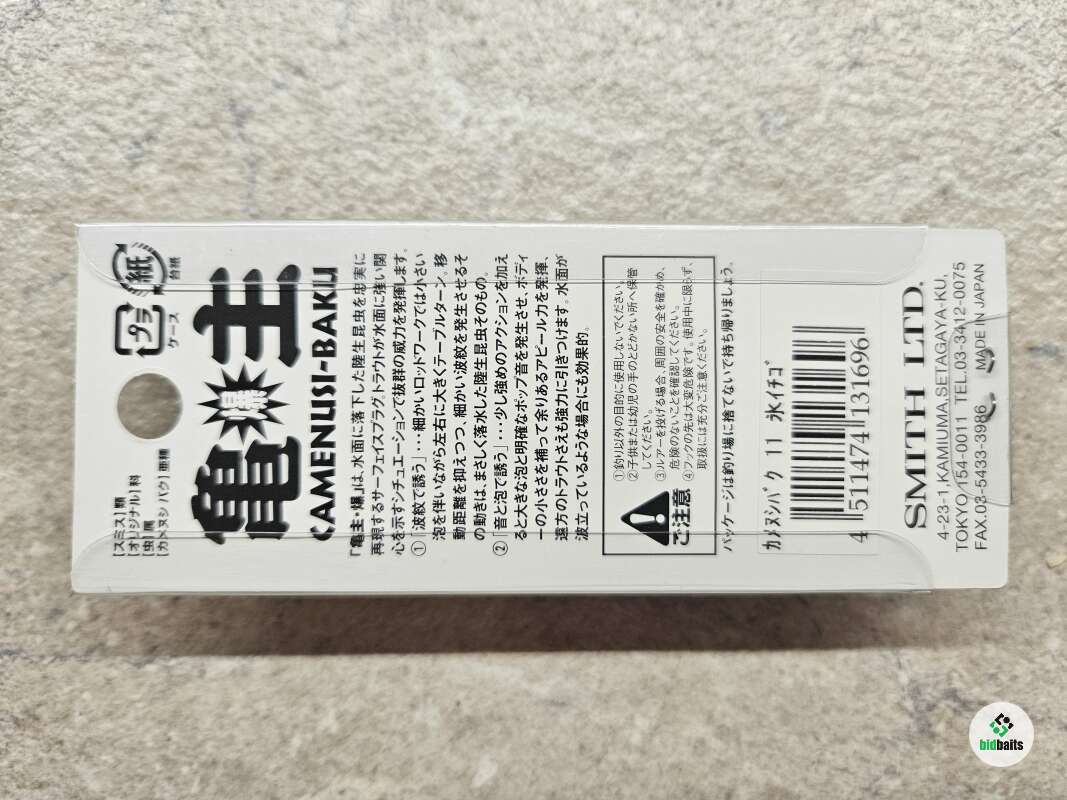 [スミス]類
[オリジナル]科
[虫]属
[カメヌシバク]亜種
プラ
ケース
紙
台紙
亀爆主
CAMENUSI-BAKU
「亀主・爆」は、水面に落下した陸生昆虫を忠実に
再現するサーフェイスプラグ。トラウトが水面に強い関
心を示すシチュエーションで抜群の威力を発揮します。
①「波紋で誘う」・・・細かいロッドワークでは小さい
泡を伴いながら左右に大きくテーブルターン。移
動距離を抑えつつ、細かい波紋を発生させるそ
の動きは、まさしく落水した陸生昆虫そのもの。
②「音と泡で誘う」・・・少し強めのアクションを加え
ると大きな泡と明確なポップ音を発生させ、ボディ
ーの小ささを補って余りあるアピール力を発揮。
遠方のトラウトさえも強力に引きつけます。水面が
波立っているような場合にも効果的。
ご注意
①釣り以外の目的に使用しないでください。
②子供または幼児の手のとどかない所へ保管
してください。
③ルアーを投げる場合、周囲の安全を確かめ、
危険のないことを確認してください。
④フックの先は大変危険です。使用中に限らず、
取扱には充分ご注意ください。
パッケージは釣り場に捨てないで持ち帰りましょう。
カメヌシバク 11 氷イチゴ
4 511474 131696
SMITH LTD.
4-23-1,KAMIUMA,SETAGAYA-KU,
TOKYO 154-0011 TEL.03-3412-0075
FAX.03-5433-3986 MADE IN JAPAN
bidbaits